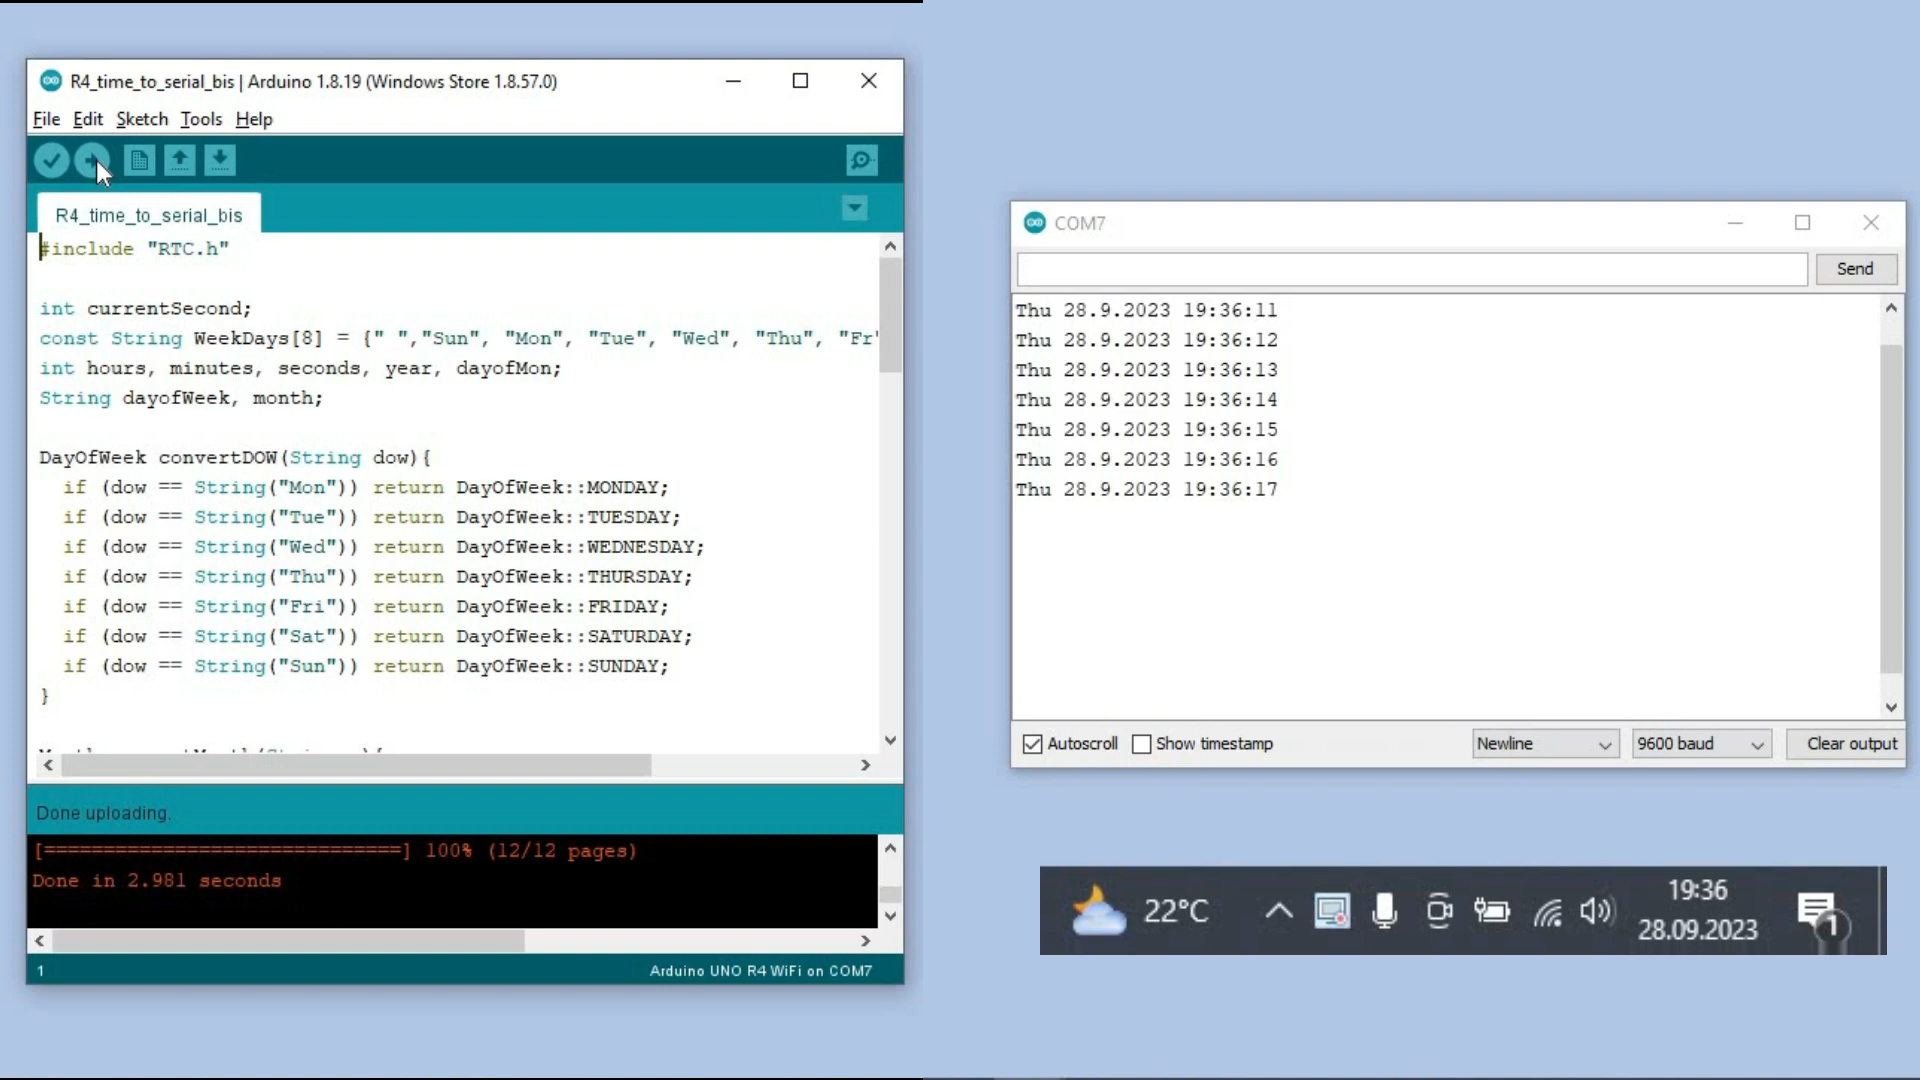 R4_time_to_serial_bis | Arduino 1.8.19 (Windows Store 1.8.57.0)
File Edit Sketch Tools Help
R4_time_to_serial_bis
#include "RTC.h"
int currentSecond;
const String WeekDays[8] = {" ","Sun", "Mon", "Tue", "Wed", "Thu", "Fr
int hours, minutes, seconds, year, dayofMon;
String dayofWeek, month;
DayOfWeek convertDOW(String dow){
if (dow == String("Mon")) return DayOfWeek::MONDAY;
if (dow == String("Tue")) return DayOfWeek::TUESDAY;
if (dow == String("Wed")) return DayOfWeek::WEDNESDAY;
if (dow == String("Thu")) return DayOfWeek::THURSDAY;
if (dow == String("Fri")) return DayOfWeek::FRIDAY;
if (dow == String("Sat")) return DayOfWeek::SATURDAY;
if (dow == String("Sun")) return DayOfWeek::SUNDAY;
}
Done uploading.
[==============================] 100% (12/12 pages)
Done in 2.981 seconds
1
Arduino UNO R4 WiFi on COM7
COM7
Send
Thu 28.9.2023 19:36:11
Thu 28.9.2023 19:36:12
Thu 28.9.2023 19:36:13
Thu 28.9.2023 19:36:14
Thu 28.9.2023 19:36:15
Thu 28.9.2023 19:36:16
Thu 28.9.2023 19:36:17
Autoscroll Show timestamp Newline 9600 baud Clear output
22°C
19:36
28.09.2023
1